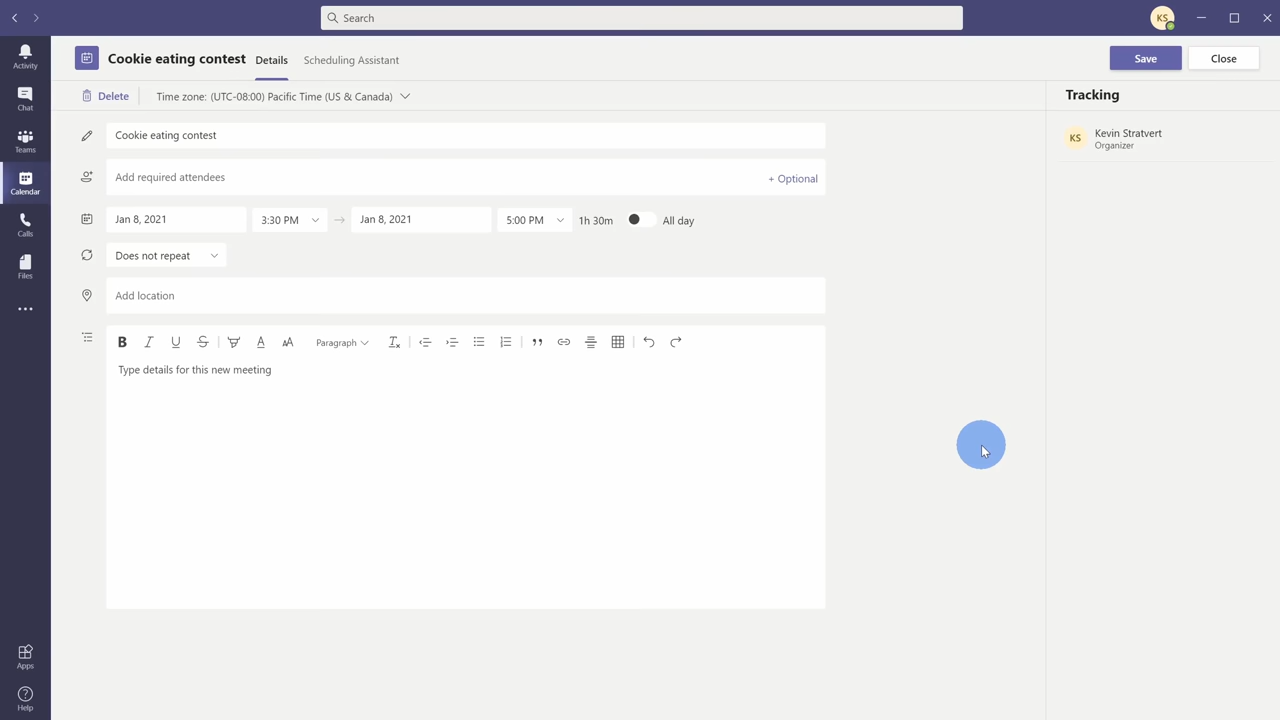 Search
KS
Activity
Chat
Teams
Calendar
Calls
Files
Apps
Help
Cookie eating contest
Details
Scheduling Assistant
Save
Close
Delete
Time zone: (UTC-08:00) Pacific Time (US & Canada)
Cookie eating contest
Add required attendees
+ Optional
Jan 8, 2021
3:30 PM
Jan 8, 2021
5:00 PM
1h 30m
All day
Does not repeat
Add location
B I U S A AA Paragraph
Type details for this new meeting
Tracking
KS
Kevin Stratvert
Organizer